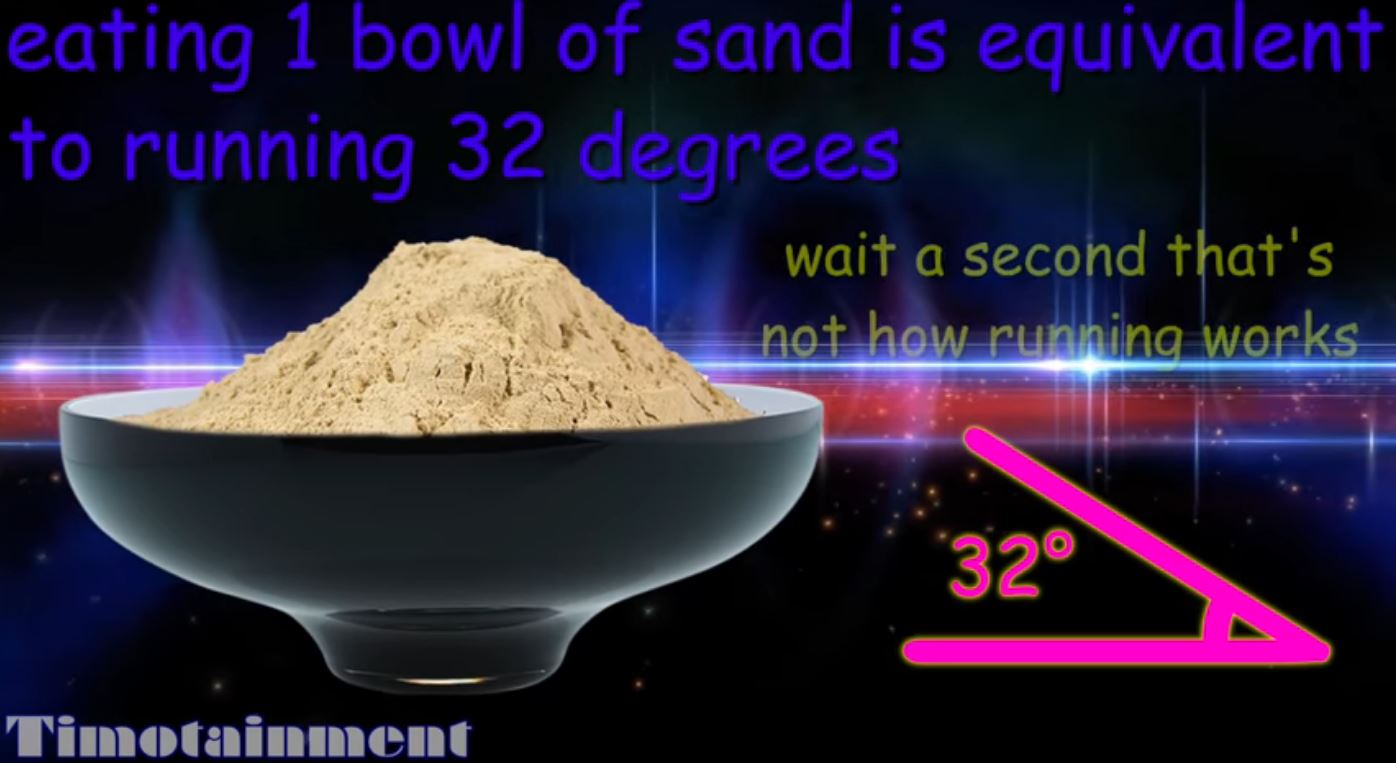 eating 1 bowl of sand is equivalent
to running 32 degrees
wait a second that's
not how running works
32°
Timotainment